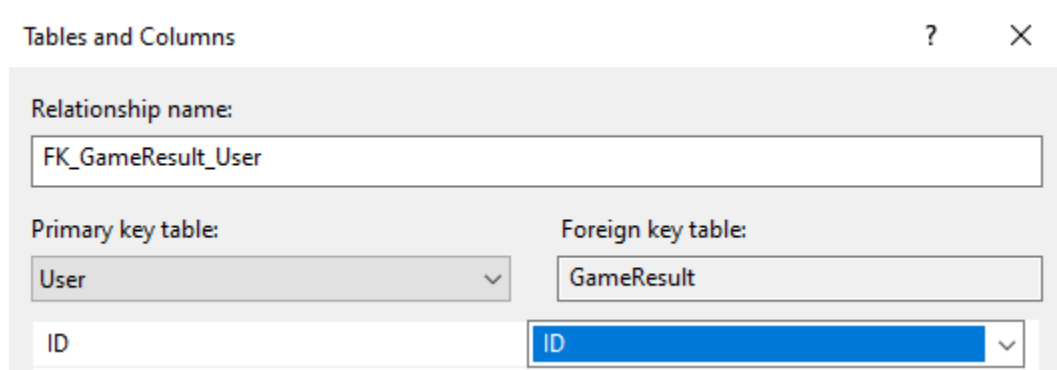 Tables and Columns ?
Relationship name:
FK_GameResult_User
Primary key table: Foreign key table:
User GameResult
ID ID